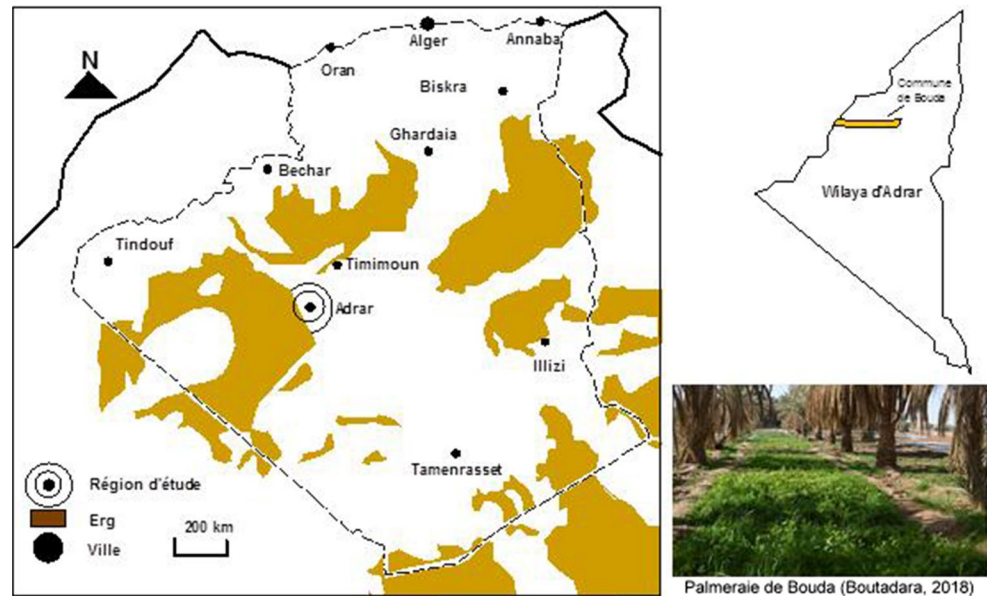 N
Alger
Annaba
Oran
Biskra
Ghardaia
Bechar
Tindouf
Timimoun
Adrar
Illizi
Tamenrasset
Région d'étude
Erg
Ville
200 km
Commune
de Bouda
Wilaya d'Adrar
Palmeraie de Bouda (Boutadara, 2018)